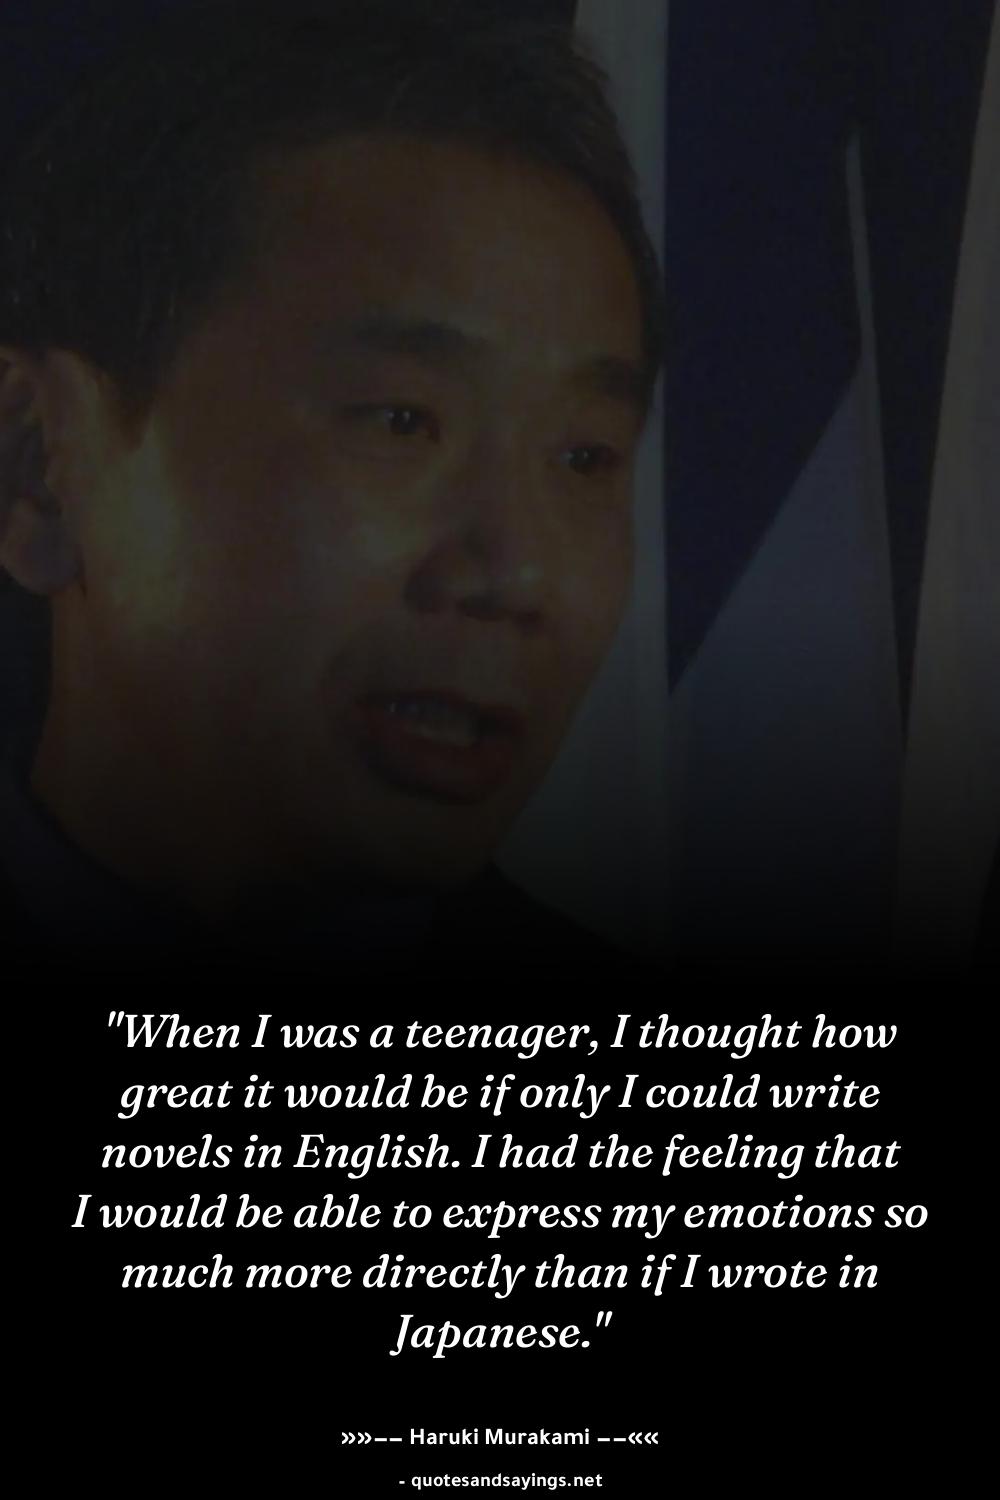 "When I was a teenager, I thought how
great it would be if only I could write
novels in English. I had the feeling that
I would be able to express my emotions so
much more directly than if I wrote in
Japanese."
»»—— Haruki Murakami ——««
- quotesandsayings.net